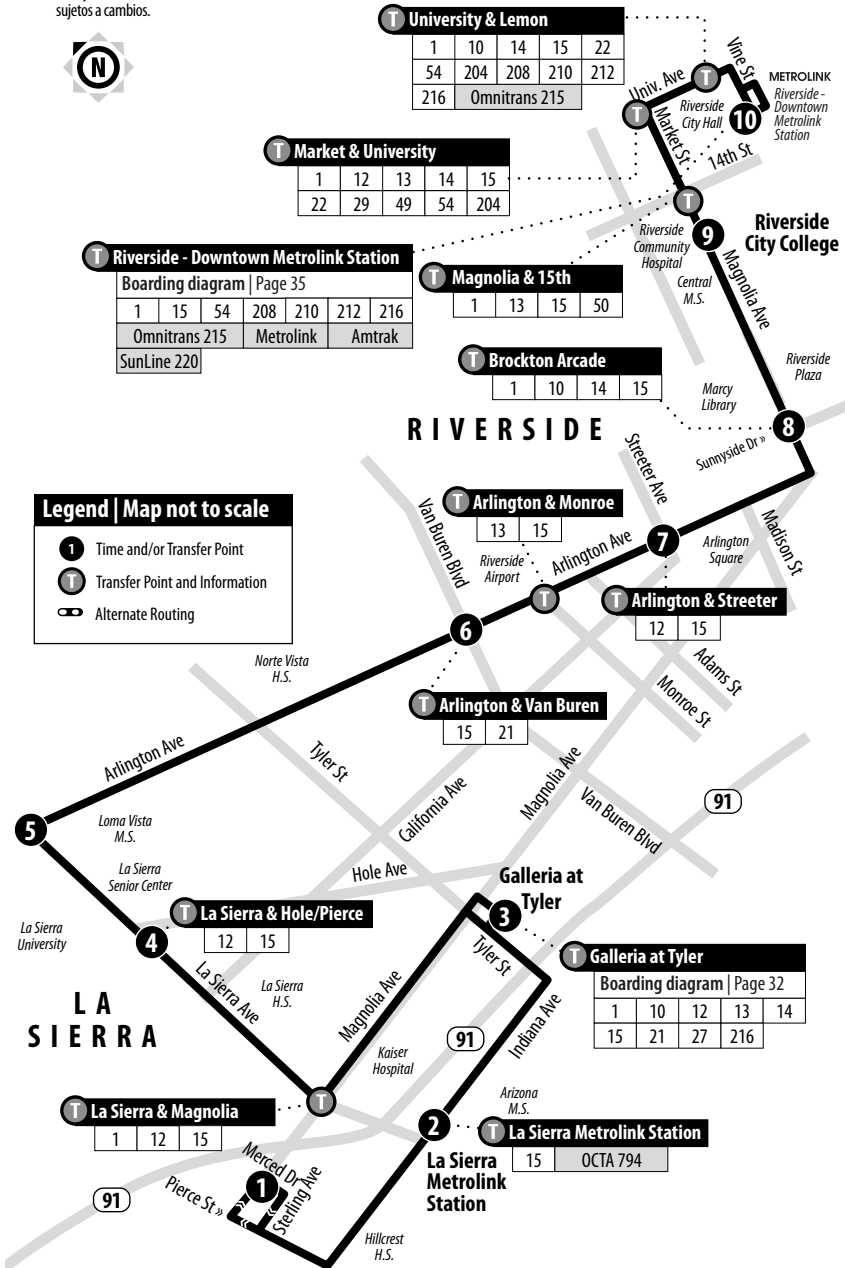 sujetos a cambios.
N
T University & Lemon
1 10 14 15 22
54 204 208 210 212
216 Omnitrans 215
Vine St
METROLINK
Riverside -
Downtown
Metrolink
Station
Univ. Ave
T
T
Riverside
City Hall
10
Market St
14th St
T Market & University
1 12 13 14 15
22 29 49 54 204
T
Riverside
Community
Hospital
9
Riverside
City College
Central
M.S.
Magnolia Ave
T Riverside - Downtown Metrolink Station
Boarding diagram | Page 35
1 15 54 208 210 212 216
Omnitrans 215 Metrolink Amtrak
SunLine 220
T Magnolia & 15th
1 13 15 50
T Brockton Arcade
1 10 14 15
Riverside
Plaza
Marcy
Library
8
RIVERSIDE
Sunnyside Dr »
Streeter Ave
Legend | Map not to scale
1 Time and/or Transfer Point
T Transfer Point and Information
Alternate Routing
Van Buren Blvd
T Arlington & Monroe
13 15
Riverside
Airport
Arlington Ave
7
Arlington
Square
Madison St
T
6
T Arlington & Streeter
12 15
Adams St
Monroe St
Norte Vista
H.S.
T Arlington & Van Buren
15 21
Arlington Ave
Tyler St
California Ave
Magnolia Ave
Van Buren Blvd
91
5
Loma Vista
M.S.
La Sierra
Senior Center
Hole Ave
La Sierra
University
4
T La Sierra & Hole/Pierce
12 15
Galleria at
Tyler
3
Tyler St
T Galleria at Tyler
Boarding diagram | Page 32
1 10 12 13 14
15 21 27 216
La Sierra Ave
La Sierra
H.S.
LA
SIERRA
Magnolia Ave
91
Indiana Ave
Kaiser
Hospital
Arizona
M.S.
T La Sierra & Magnolia
1 12 15
T
2
La Sierra
Metrolink
Station
T La Sierra Metrolink Station
15 OCTA 794
Merced Dr
1
Sterling Ave
Pierce St »
91
Hillcrest
H.S.